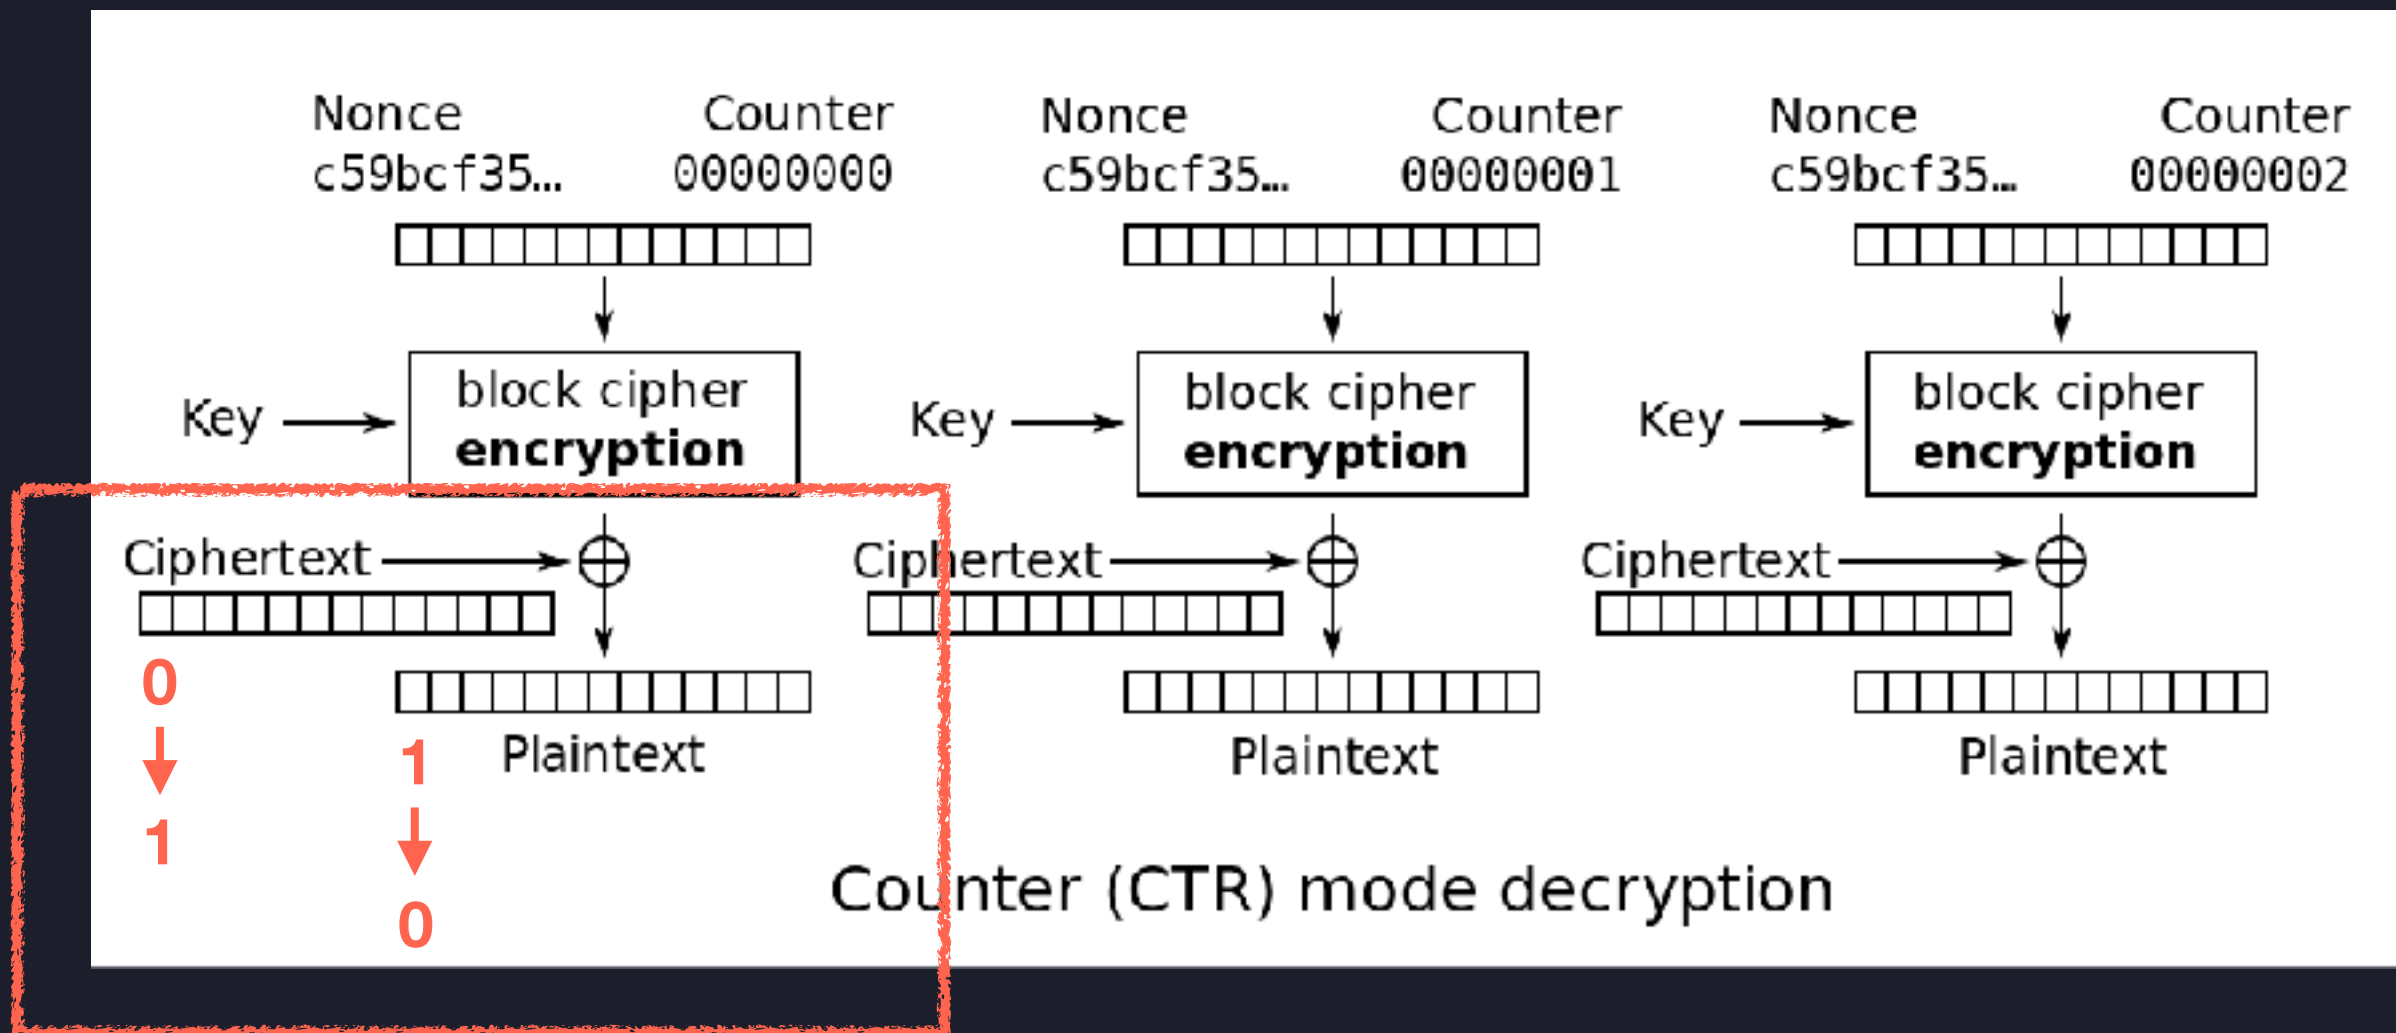 Nonce Counter Nonce Counter Nonce Counter
c59bcf35… 00000000 c59bcf35… 00000001 c59bcf35… 00000002
Key block cipher Key block cipher Key block cipher
encryption encryption encryption
Ciphertext Ciphertext Ciphertext
0
1 Plaintext Plaintext Plaintext
1
0
Counter (CTR) mode decryption